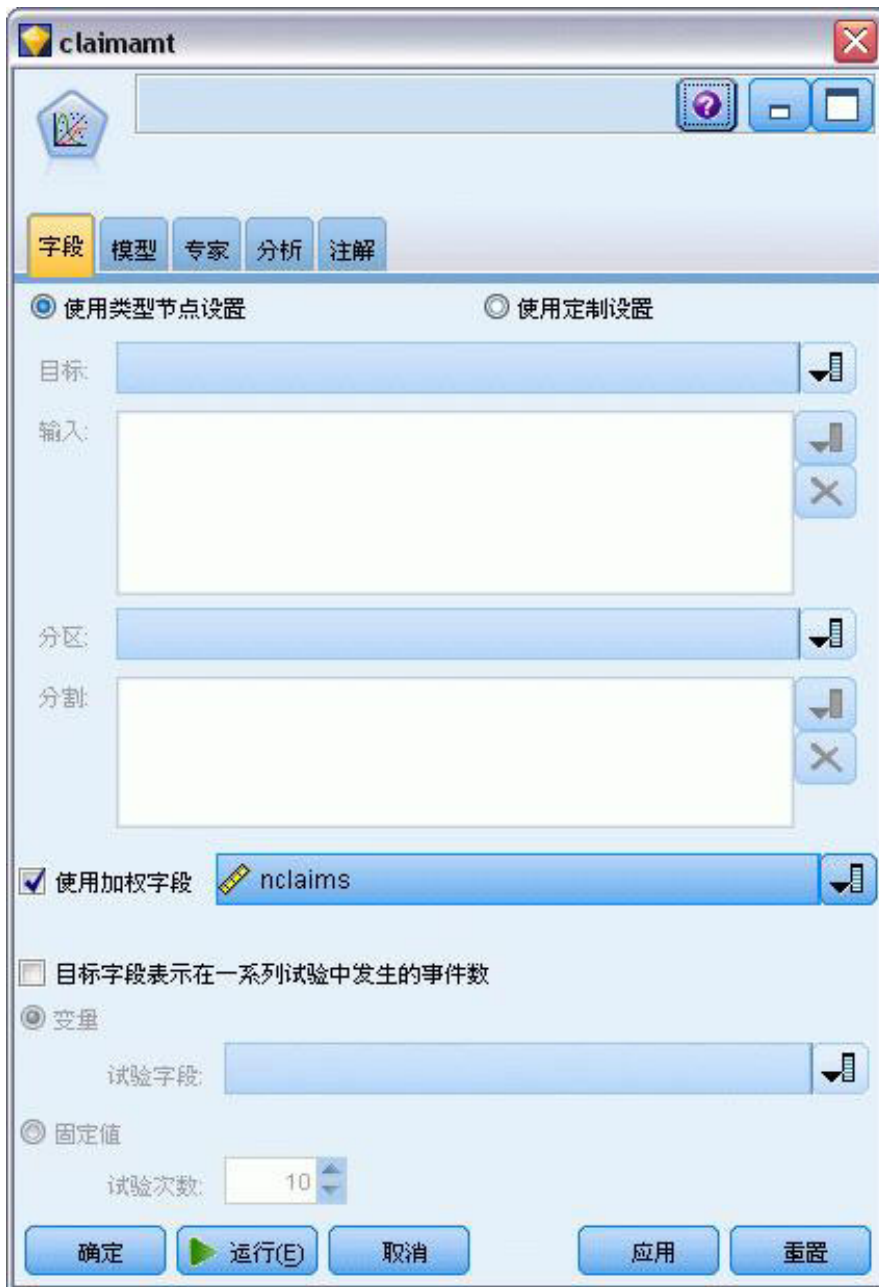 claimamt
字段 模型 专家 分析 注解
使用类型节点设置 使用定制设置
目标:
输入:
分区:
分割:
使用加权字段 nclaims
目标字段表示在一系列试验中发生的事件数
变量
试验字段:
固定值
试验次数: 10
确定 运行(E) 取消 应用 重置